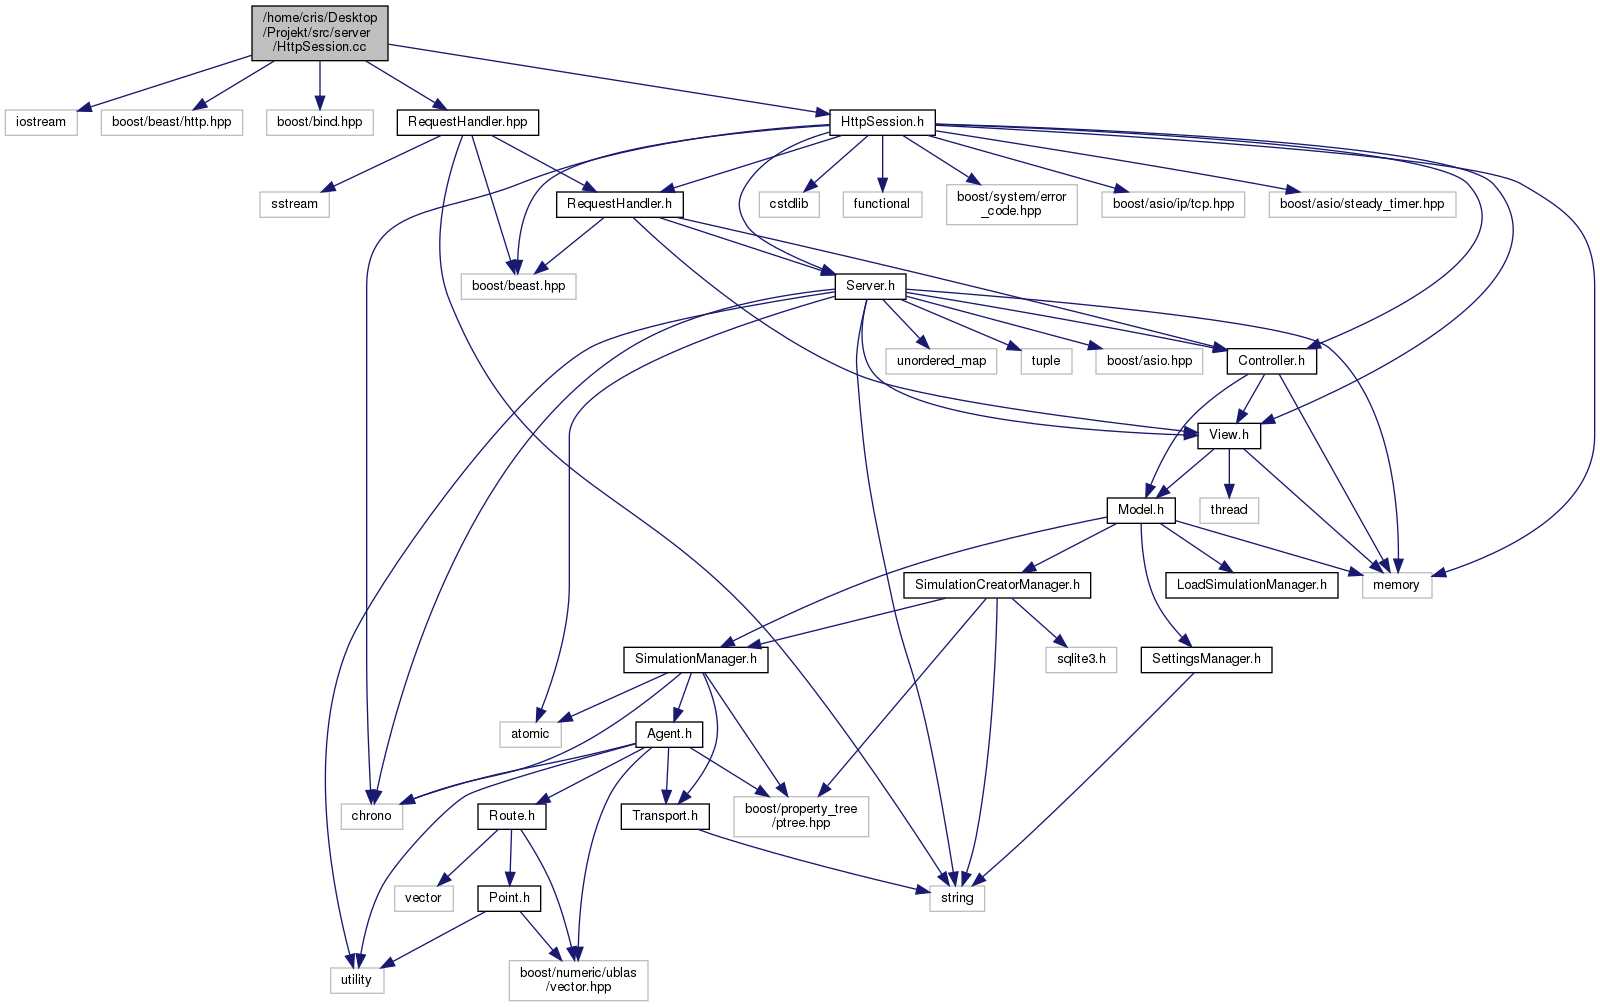 /home/cris/Desktop
/Projekt/src/server
/HttpSession.cc
iostream
boost/beast/http.hpp
boost/bind.hpp
RequestHandler.hpp
HttpSession.h
sstream
RequestHandler.h
cstdlib
functional
boost/system/error
_code.hpp
boost/asio/ip/tcp.hpp
boost/asio/steady_timer.hpp
boost/beast.hpp
Server.h
unordered_map
tuple
boost/asio.hpp
Controller.h
View.h
Model.h
thread
SimulationCreatorManager.h
LoadSimulationManager.h
memory
SimulationManager.h
sqlite3.h
SettingsManager.h
atomic
Agent.h
chrono
Route.h
Transport.h
boost/property_tree
/ptree.hpp
vector
Point.h
string
utility
boost/numeric/ublas
/vector.hpp